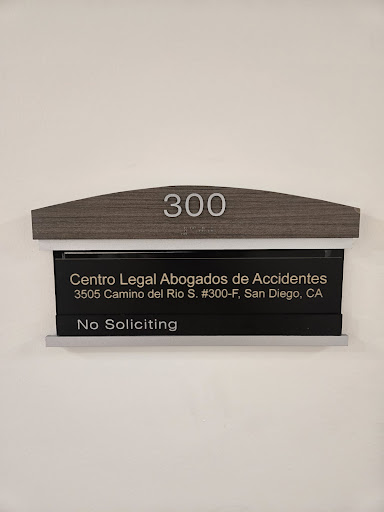 300
Centro Legal Abogados de Accidentes
3505 Camino del Rio S. #300-F, San Diego, CA
No Soliciting